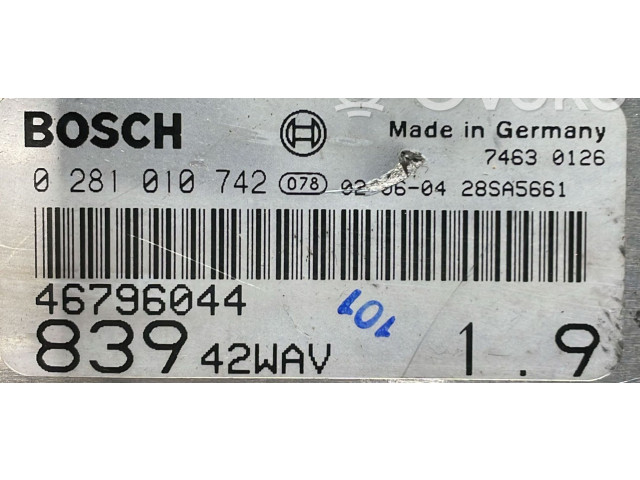 BOSCH
Made in Germany
7463 0126
0 281 010 742 078 02-06-04 28SA5661
46796044
101
839 42WAV 1.9